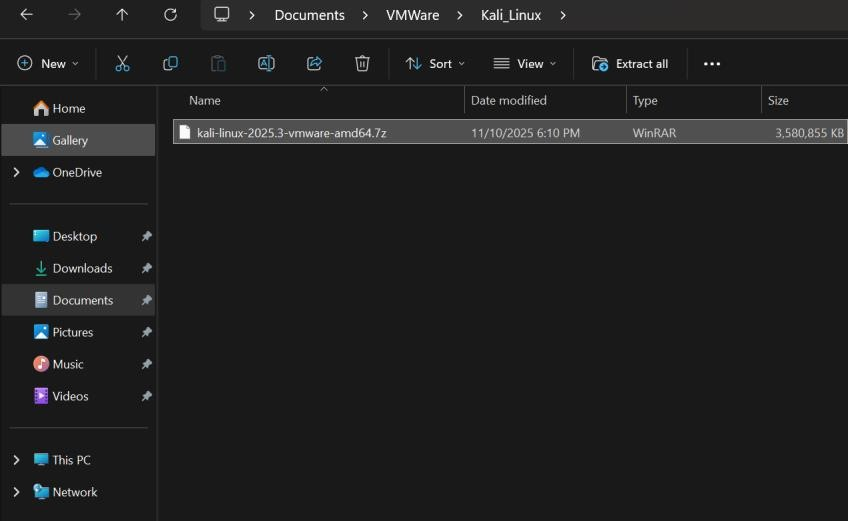 Documents > VMWare > Kali_Linux >
New Sort View Extract all ...
Name Date modified Type Size
kali-linux-2025.3-vmware-amd64.7z 11/10/2025 6:10 PM WinRAR 3,580,855 KB
Home
Gallery
OneDrive
Desktop
Downloads
Documents
Pictures
Music
Videos
This PC
Network